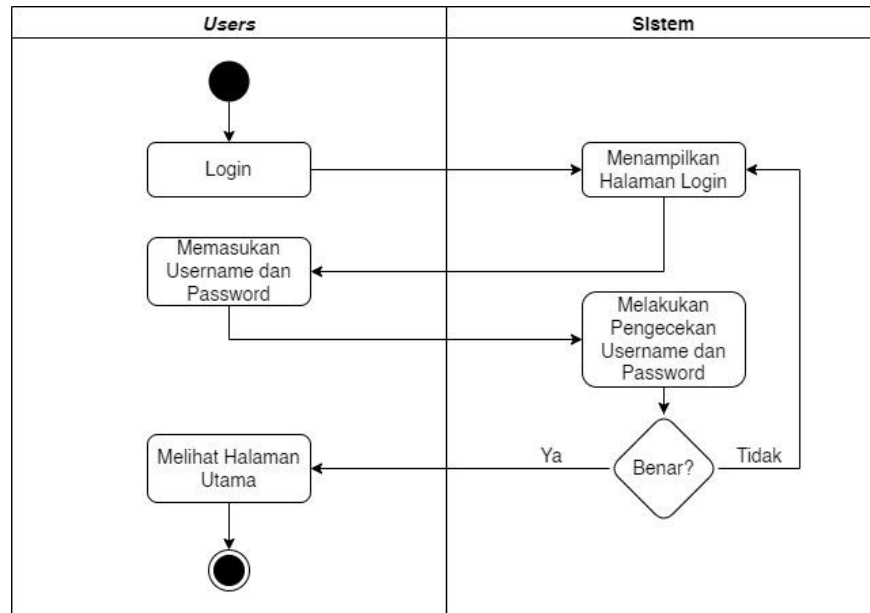 Users
SIstem
Login
Menampilkan
Halaman Login
Memasukan
Username dan
Password
Melakukan
Pengecekan
Username dan
Password
Melihat Halaman
Utama
Ya
Benar?
Tidak